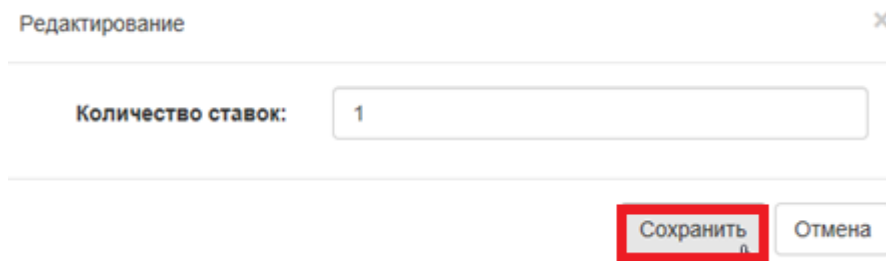 Редактирование
Количество ставок: 1
Сохранить Отмена